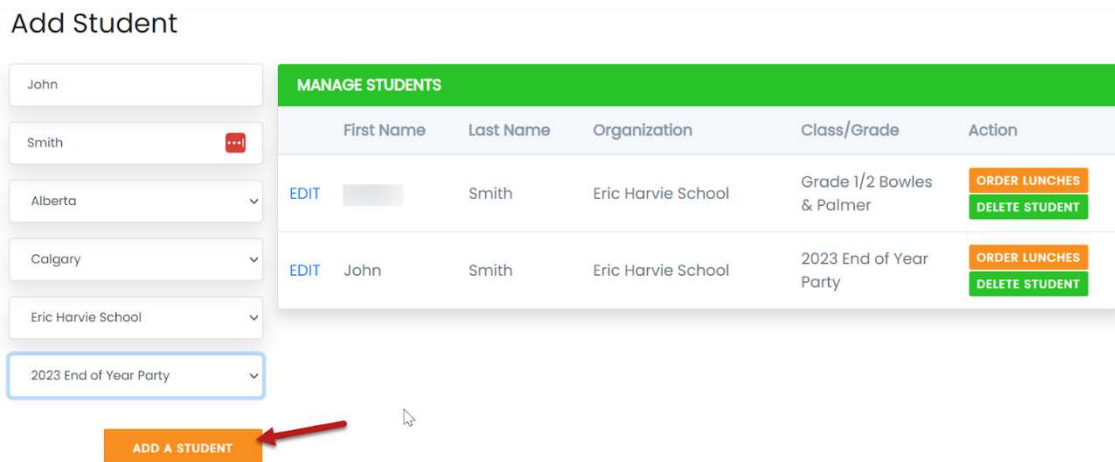 Add Student
John
Smith
Alberta
Calgary
Eric Harvie School
2023 End of Year Party
ADD A STUDENT
MANAGE STUDENTS
First Name Last Name Organization Class/Grade Action
EDIT Smith Eric Harvie School Grade 1/2 Bowles
& Palmer
ORDER LUNCHES
DELETE STUDENT
EDIT John Smith Eric Harvie School 2023 End of Year
Party
ORDER LUNCHES
DELETE STUDENT